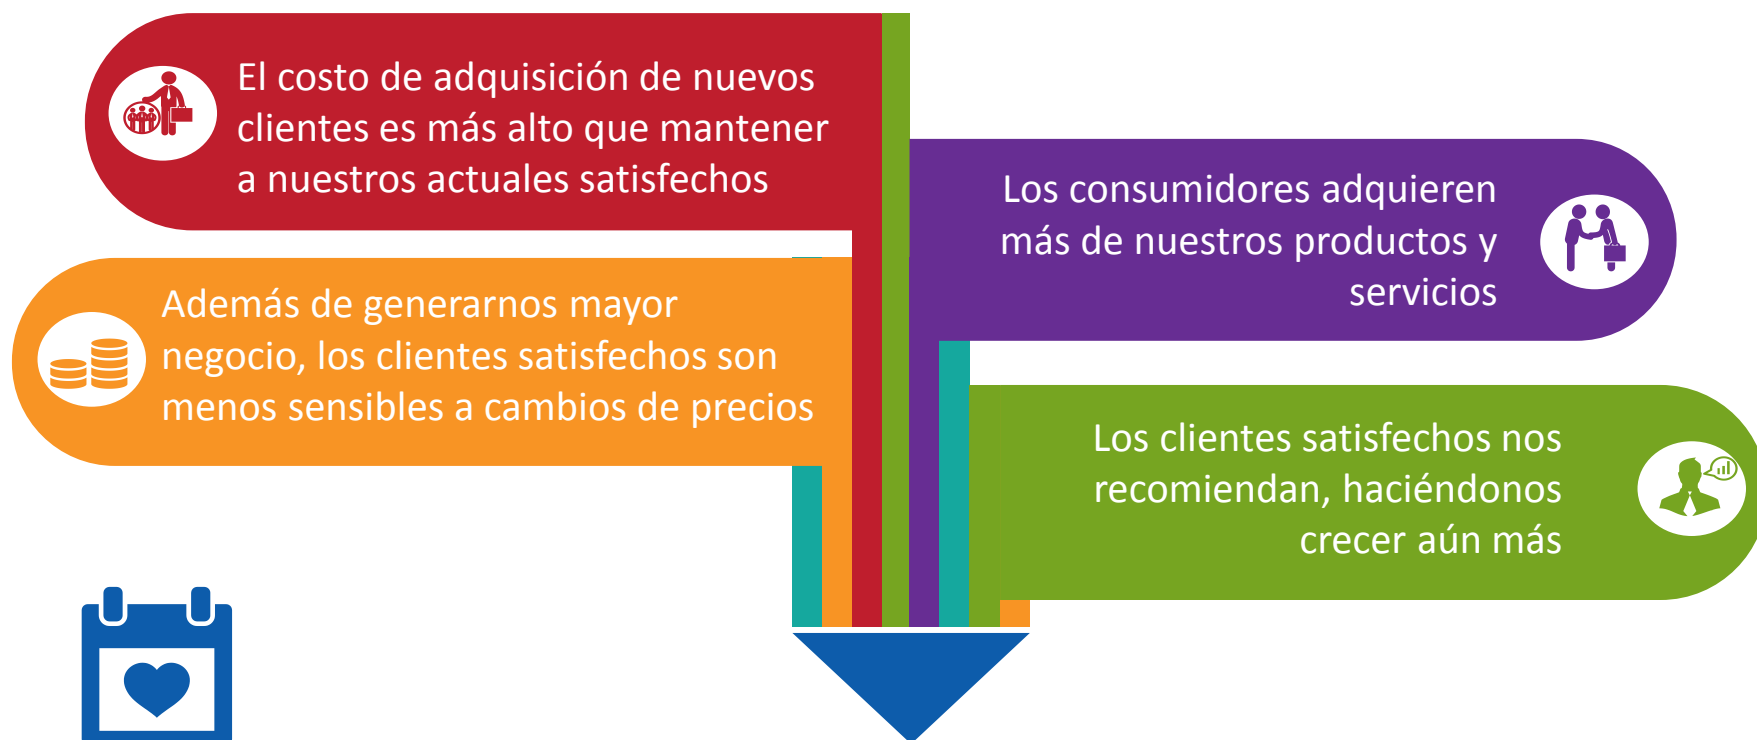 El costo de adquisición de nuevos
clientes es más alto que mantener
a nuestros actuales satisfechos
Los consumidores adquieren
más de nuestros productos y
servicios
Además de generarnos mayor
negocio, los clientes satisfechos son
menos sensibles a cambios de precios
Los clientes satisfechos nos
recomiendan, haciéndonos
crecer aún más